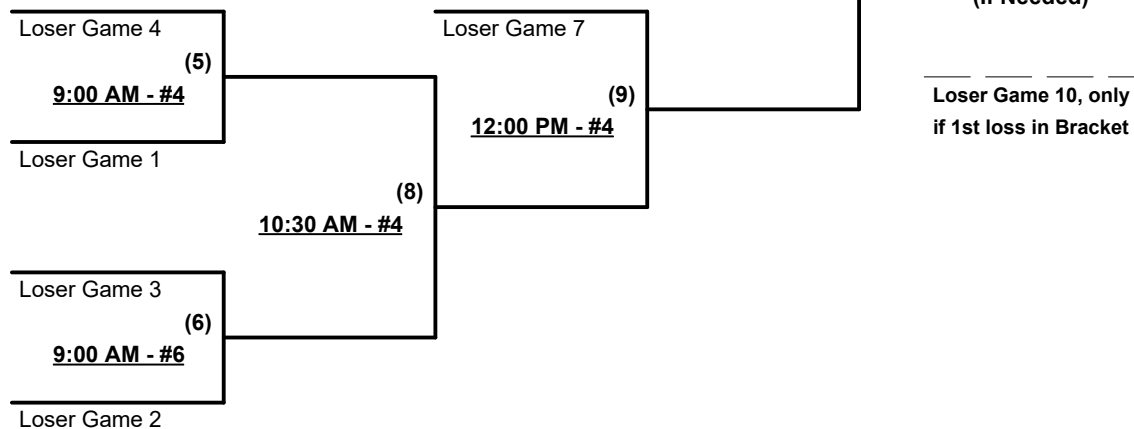 (If Needed)
Loser Game 4
Loser Game 7
(5)
9:00 AM - #4
(9)
Loser Game 10, only
12:00 PM - #4
if 1st loss in Bracket
Loser Game 1
(8)
10:30 AM - #4
Loser Game 3
(6)
9:00 AM - #6
Loser Game 2